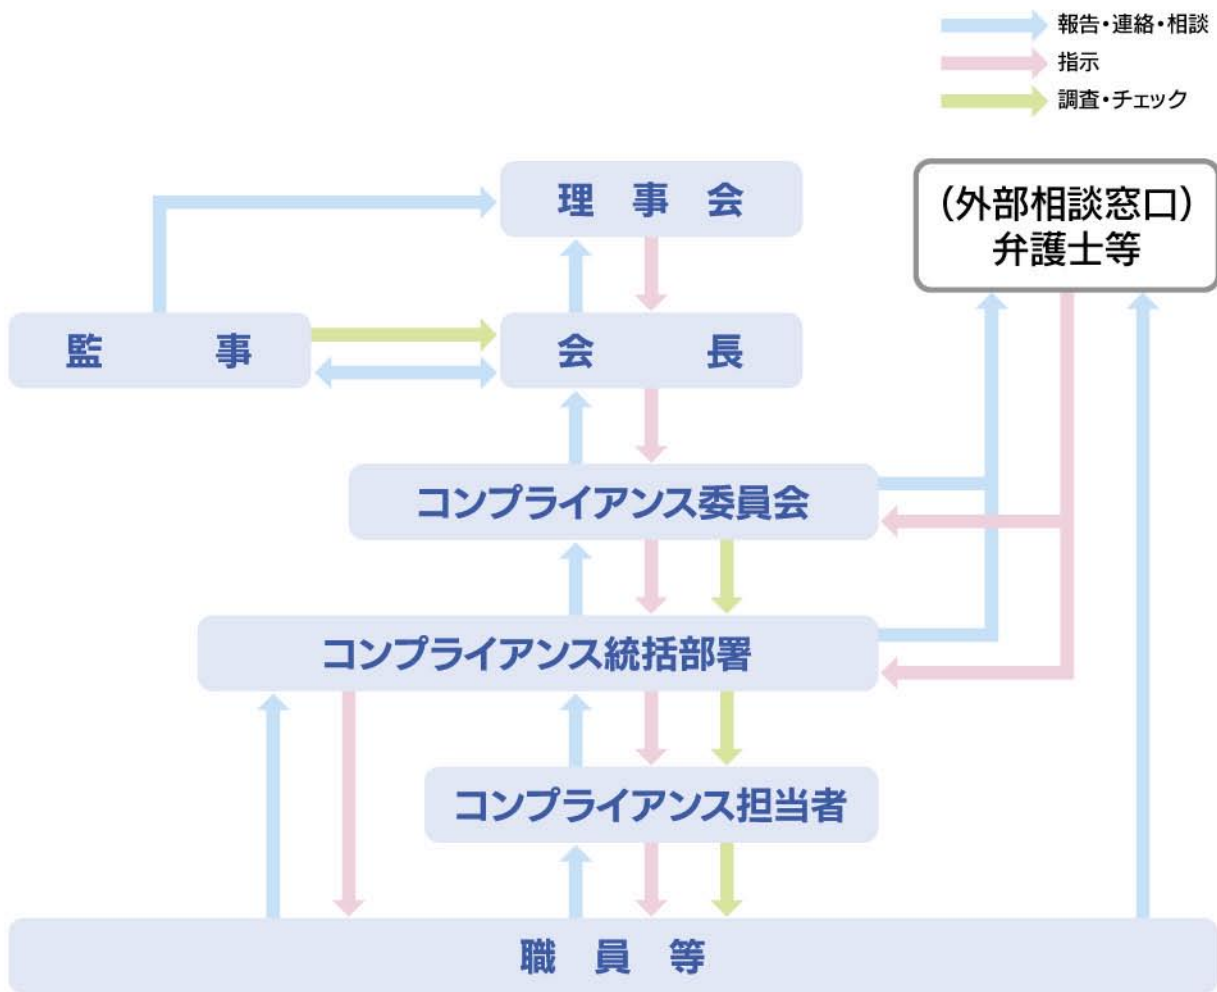 報告・連絡・相談
指示
調査・チェック
理事会
(外部相談窓口)
弁護士等
監事
会長
コンプライアンス委員会
コンプライアンス統括部署
コンプライアンス担当者
職員等